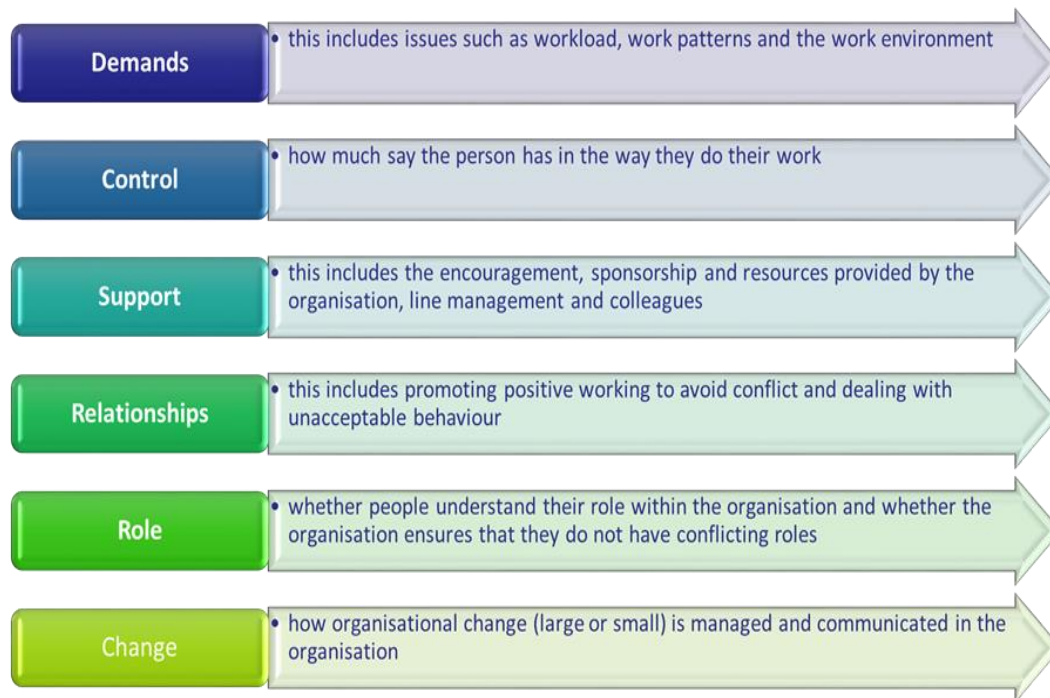 Demands
• this includes issues such as workload, work patterns and the work environment
Control
• how much say the person has in the way they do their work
Support
• this includes the encouragement, sponsorship and resources provided by the
organisation, line management and colleagues
Relationships
• this includes promoting positive working to avoid conflict and dealing with
unacceptable behaviour
Role
• whether people understand their role within the organisation and whether the
organisation ensures that they do not have conflicting roles
Change
• how organisational change (large or small) is managed and communicated in the
organisation